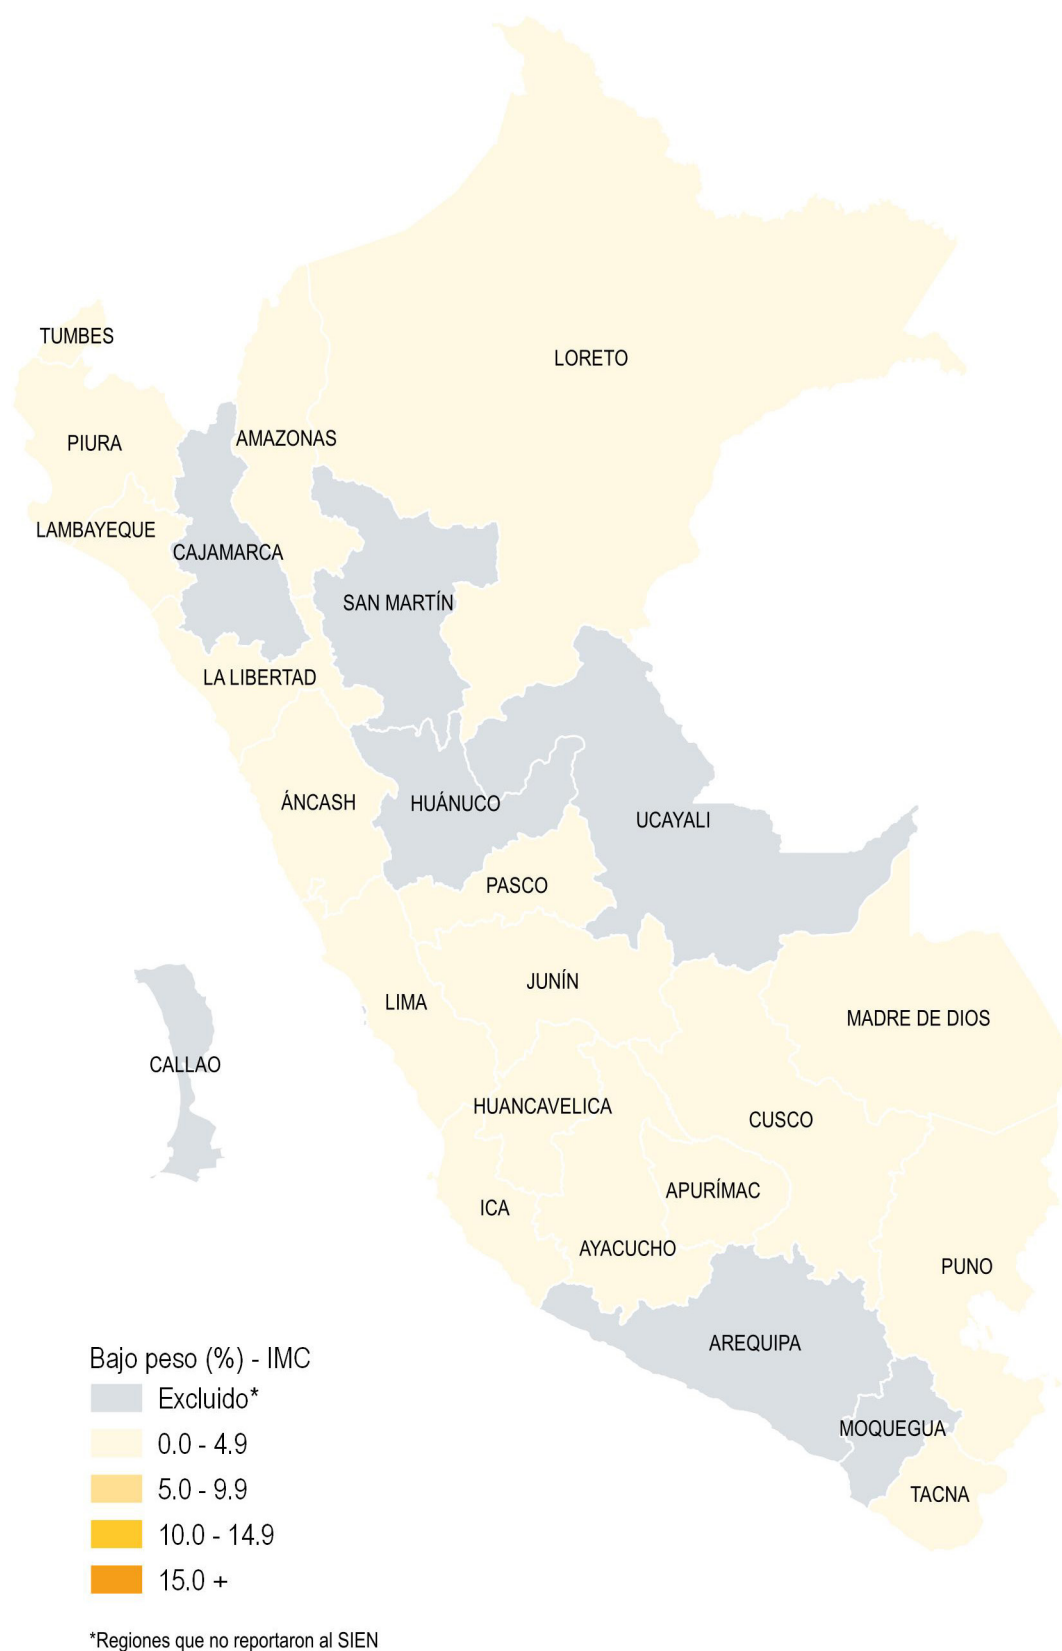 TUMBES
LORETO
PIURA
AMAZONAS
LAMBAYEQUE
CAJAMARCA
SAN MARTÍN
LA LIBERTAD
ÁNCASH
HUÁNUCO
UCAYALI
PASCO
JUNÍN
LIMA
MADRE DE DIOS
CALLAO
HUANCAVELICA
CUSCO
APURÍMAC
ICA
AYACUCHO
PUNO
AREQUIPA
MOQUEGUA
TACNA
Bajo peso (%) - IMC
Excluido*
0.0 - 4.9
5.0 - 9.9
10.0 - 14.9
15.0 +
*Regiones que no reportaron al SIEN